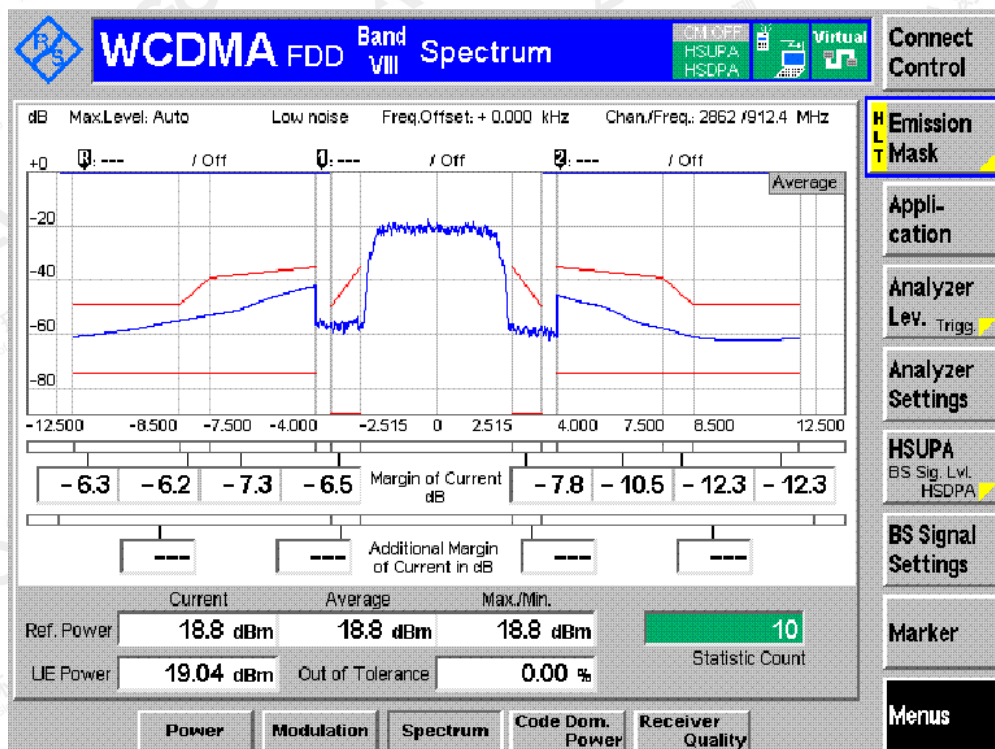 R/S
WCDMA FDD Band VIII Spectrum
HSUPA
HSDPA
Virtual
Connect Control
dB Max.Level: Auto Low noise Freq.Offset: + 0.000 kHz Chan./Freq.: 2862 /912.4 MHz
R: --- / Off 1: --- / Off 2: --- / Off
Average
+0
-20
-40
-60
-80
-12.500 -8.500 -7.500 -4.000 -2.515 0 2.515 4.000 7.500 8.500 12.500
- 6.3 - 6.2 - 7.3 - 6.5 Margin of Current dB - 7.8 - 10.5 - 12.3 - 12.3
--- --- Additional Margin of Current in dB --- ---
Current Average Max./Min.
Ref. Power 18.8 dBm 18.8 dBm 18.8 dBm 10
Statistic Count
UE Power 19.04 dBm Out of Tolerance 0.00 %
HLT
Emission Mask
Appli-
cation
Analyzer
Lev. Trigg.
Analyzer
Settings
HSUPA
BS Sig. Lvl.
HSDPA
BS Signal
Settings
Marker
Menus
Power Modulation Spectrum Code Dom. Power Receiver Quality